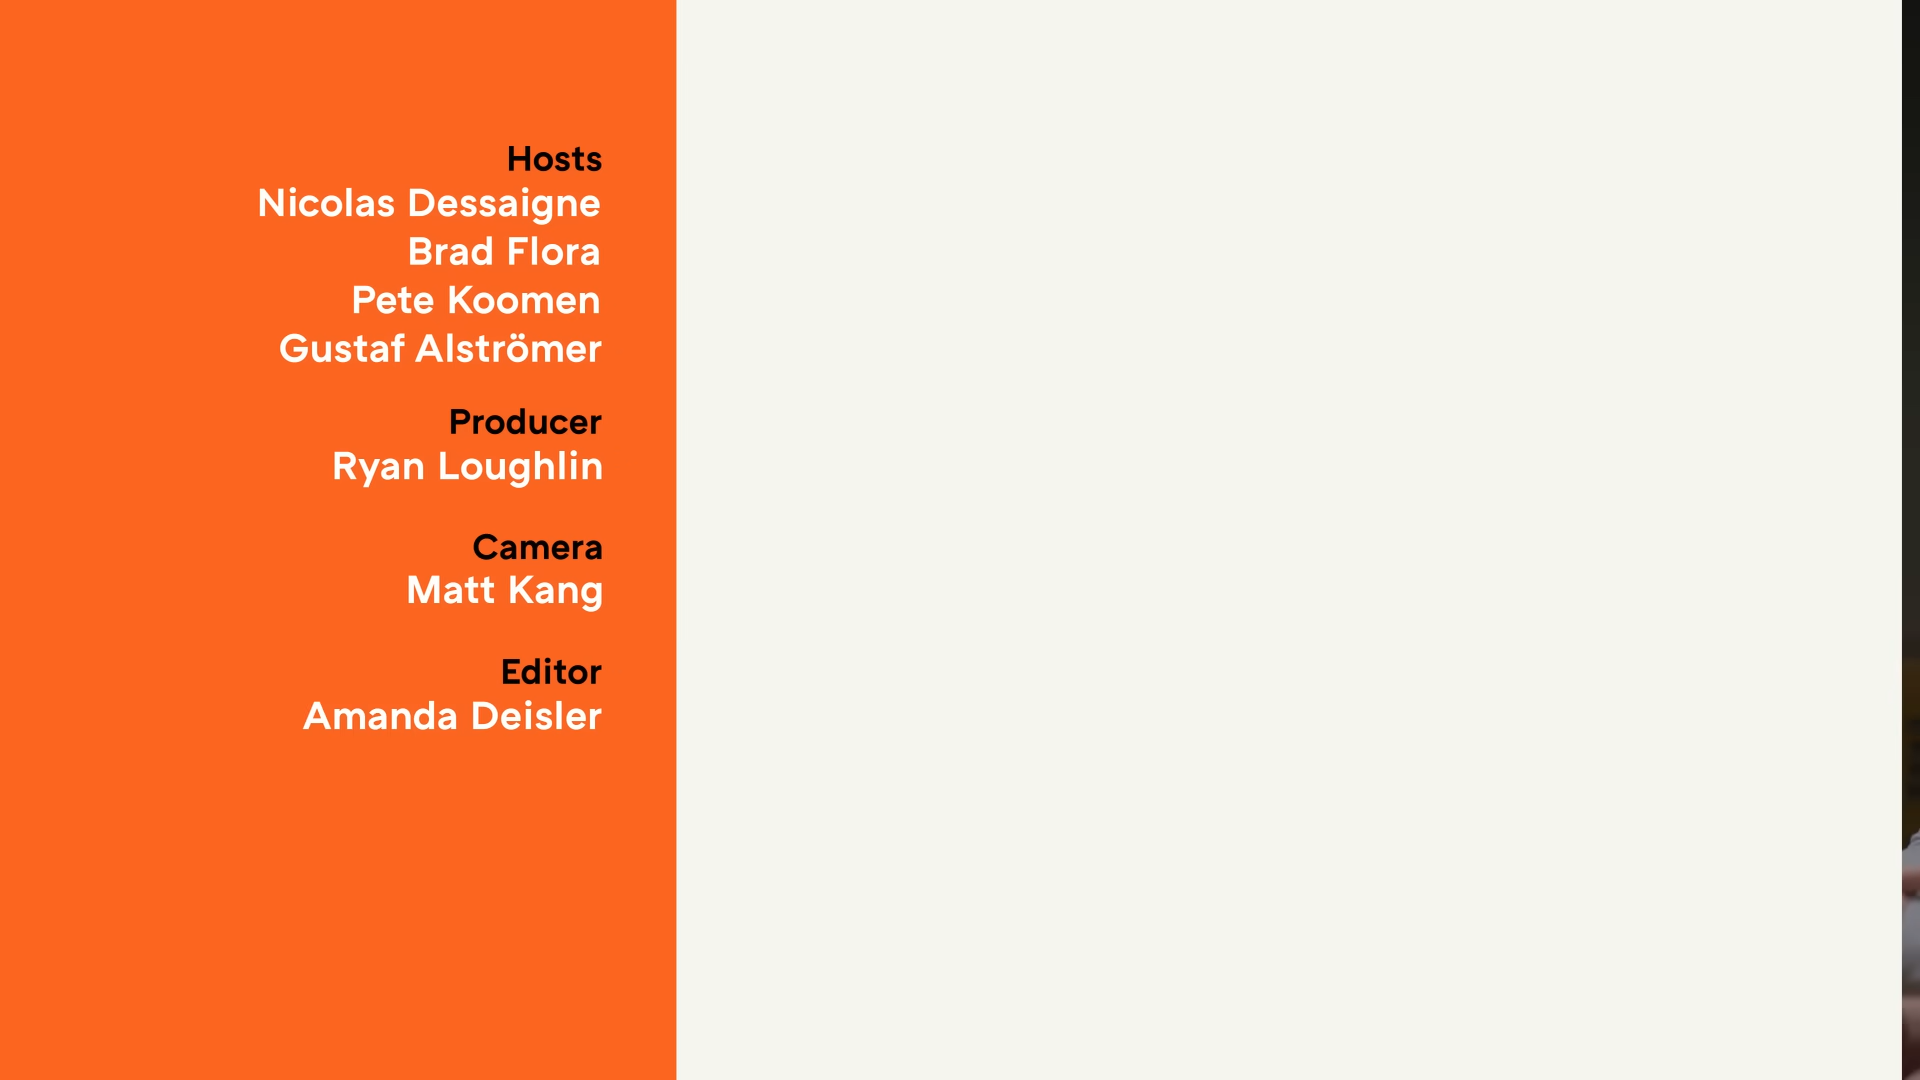 Hosts
Nicolas Dessaigne
Brad Flora
Pete Koomen
Gustaf Alströmer
Producer
Ryan Loughlin
Camera
Matt Kang
Editor
Amanda Deisler